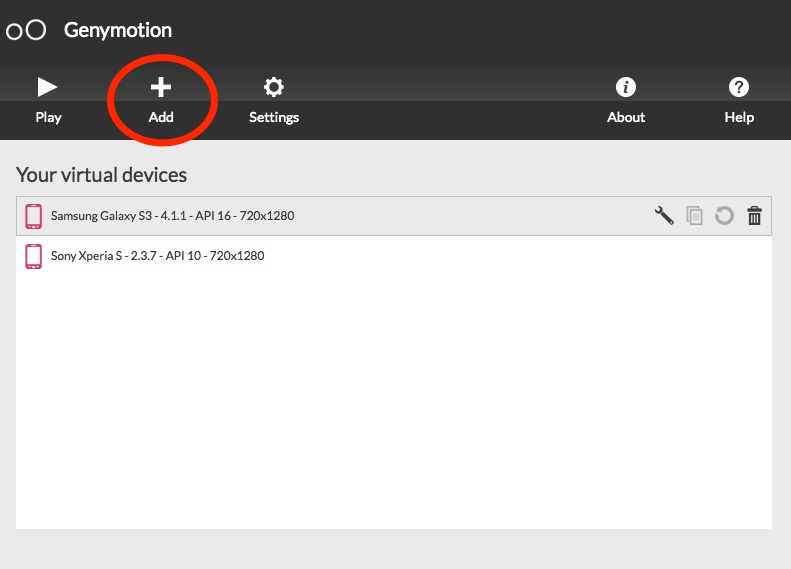 Genymotion
Play Add Settings About Help
Your virtual devices
Samsung Galaxy S3 - 4.1.1 - API 16 - 720x1280
Sony Xperia S - 2.3.7 - API 10 - 720x1280